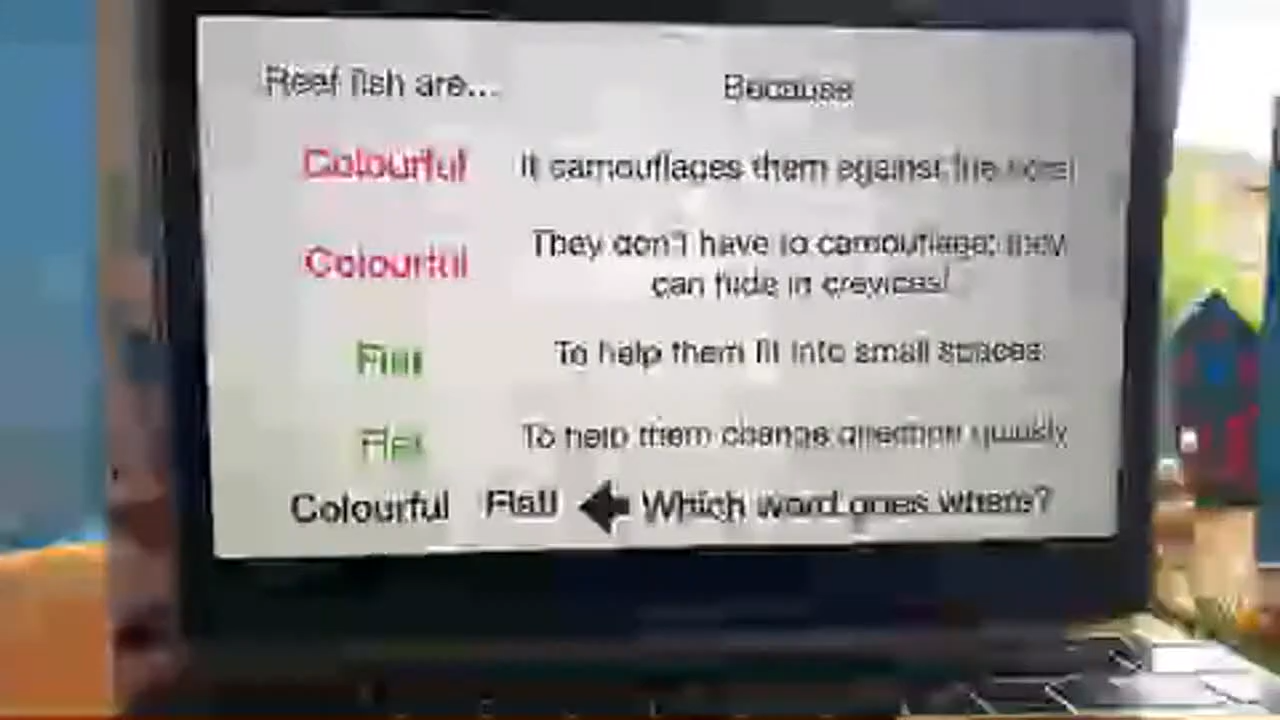 Reef fish are... Because
Colourful It camouflages them against the coral
Colourful They don't have to camouflage: they
can hide in crevices!
Flat To help them fit into small spaces
Flat To help them change direction quickly
Colourful Flat Which word goes where?